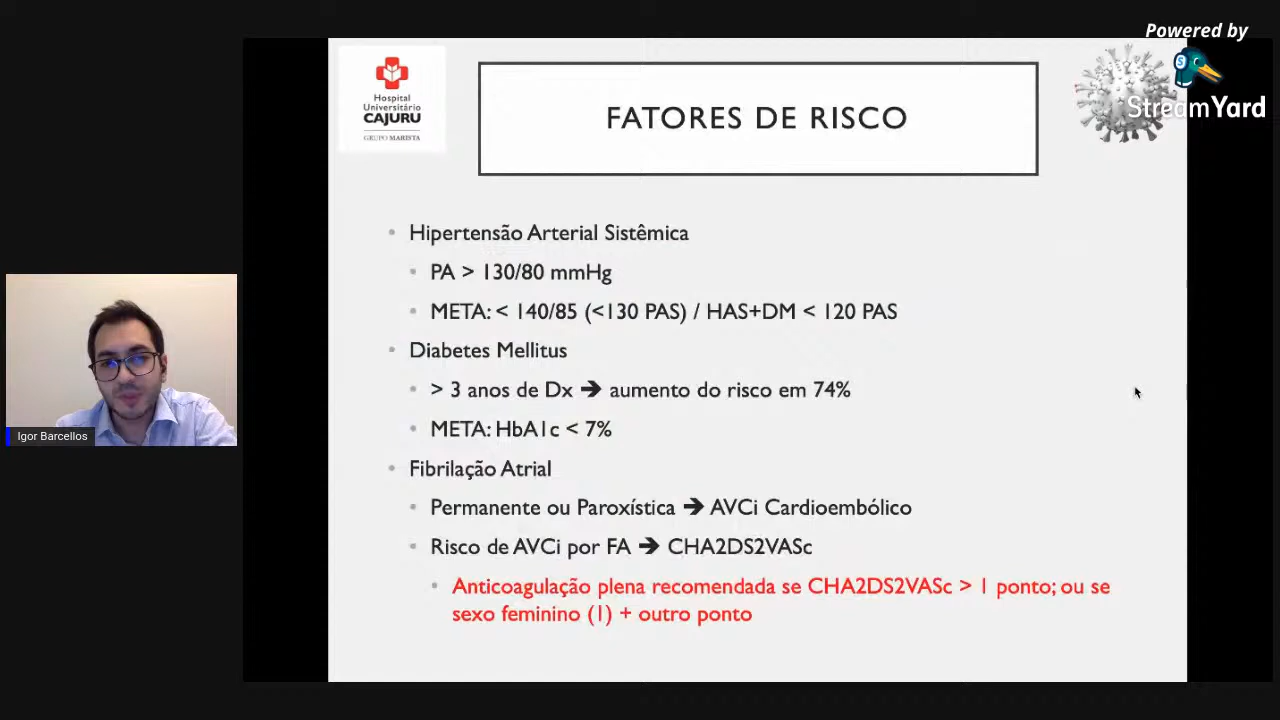 Powered by
StreamYard
Hospital
Universitário
CAJURU
GRUPO MARISTA
FATORES DE RISCO
Hipertensão Arterial Sistêmica
PA > 130/80 mmHg
META: < 140/85 (<130 PAS) / HAS+DM < 120 PAS
Diabetes Mellitus
> 3 anos de Dx → aumento do risco em 74%
META: HbA1c < 7%
Fibrilação Atrial
Permanente ou Paroxística → AVCi Cardioembólico
Risco de AVCi por FA → CHA2DS2VASc
Anticoagulação plena recomendada se CHA2DS2VASc > 1 ponto; ou se
sexo feminino (1) + outro ponto
Igor Barcellos